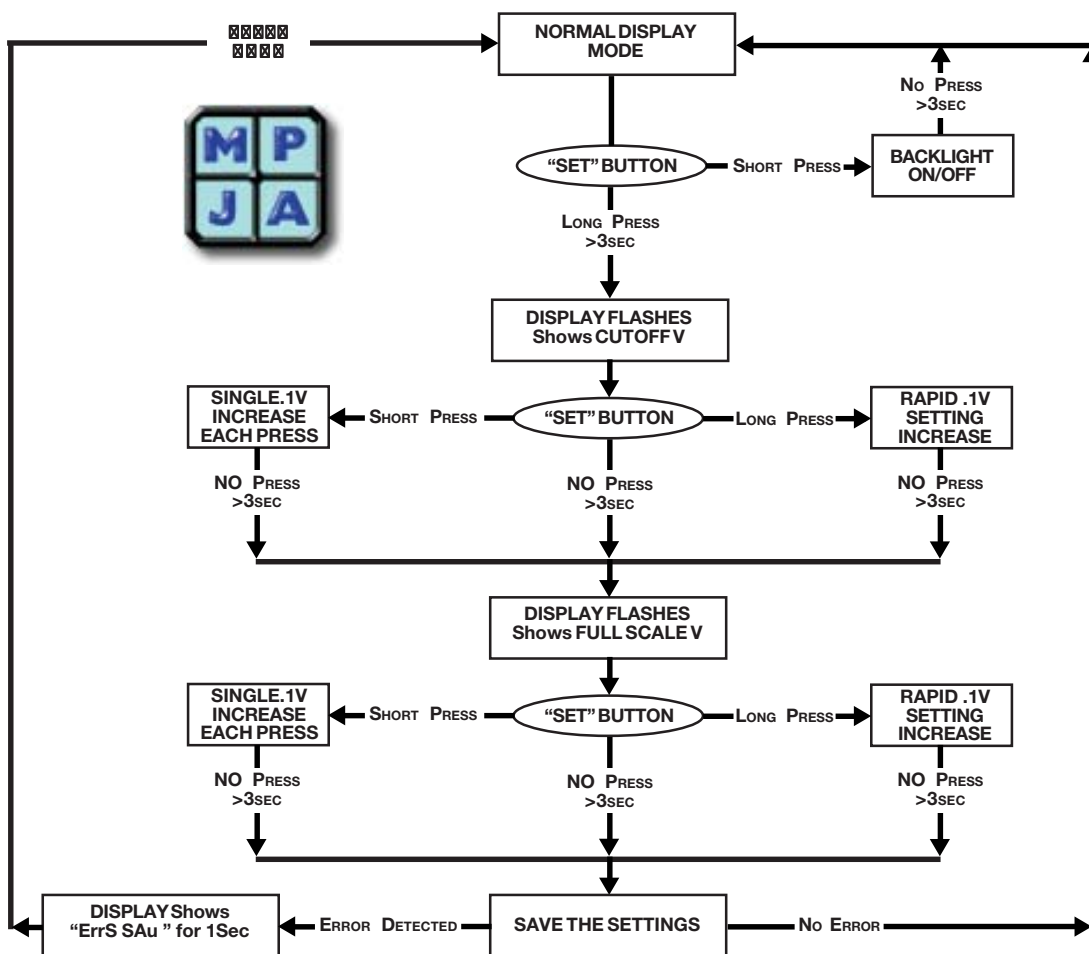 NORMAL DISPLAY
MODE
NO PRESS
>3SEC
M P
J A
"SET" BUTTON
SHORT PRESS
BACKLIGHT
ON/OFF
LONG PRESS
>3SEC
DISPLAY FLASHES
Shows CUTOFF V
SINGLE .1V
INCREASE
EACH PRESS
SHORT PRESS
"SET" BUTTON
LONG PRESS
RAPID .1V
SETTING
INCREASE
NO PRESS
>3SEC
NO PRESS
>3SEC
NO PRESS
>3SEC
DISPLAY FLASHES
Shows FULL SCALE V
SINGLE .1V
INCREASE
EACH PRESS
SHORT PRESS
"SET" BUTTON
LONG PRESS
RAPID .1V
SETTING
INCREASE
NO PRESS
>3SEC
NO PRESS
>3SEC
NO PRESS
>3SEC
DISPLAY Shows
"ErrS SAu " for 1Sec
ERROR DETECTED
SAVE THE SETTINGS
NO ERROR